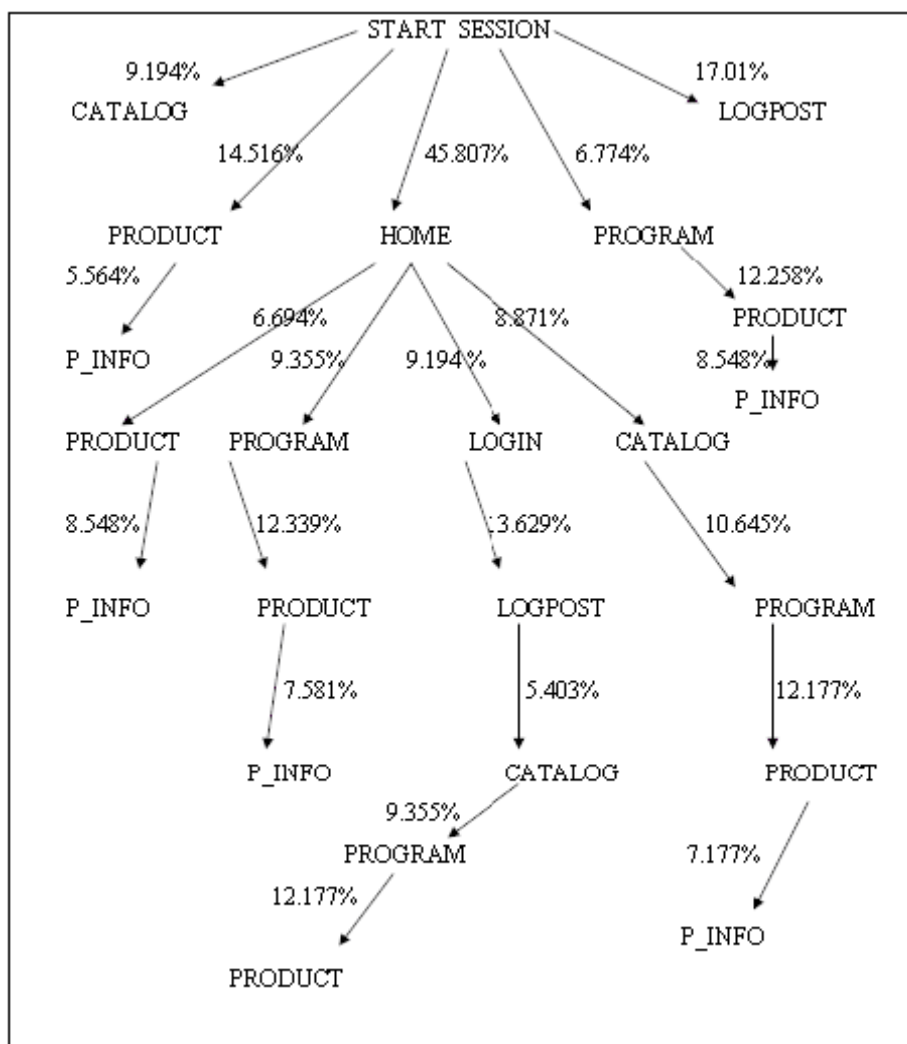 START SESSION
9.194%
17.01%
CATALOG
LOGPOST
14.516%
45.807%
6.774%
PRODUCT
HOME
PROGRAM
5.564%
12.258%
6.694%
8.871%
PRODUCT
P_INFO
9.355%
9.194%
8.548%
P_INFO
PRODUCT
PROGRAM
LOGIN
CATALOG
8.548%
12.339%
13.629%
10.645%
P_INFO
PRODUCT
LOGPOST
PROGRAM
7.581%
5.403%
12.177%
P_INFO
CATALOG
PRODUCT
9.355%
PROGRAM
7.177%
12.177%
P_INFO
PRODUCT